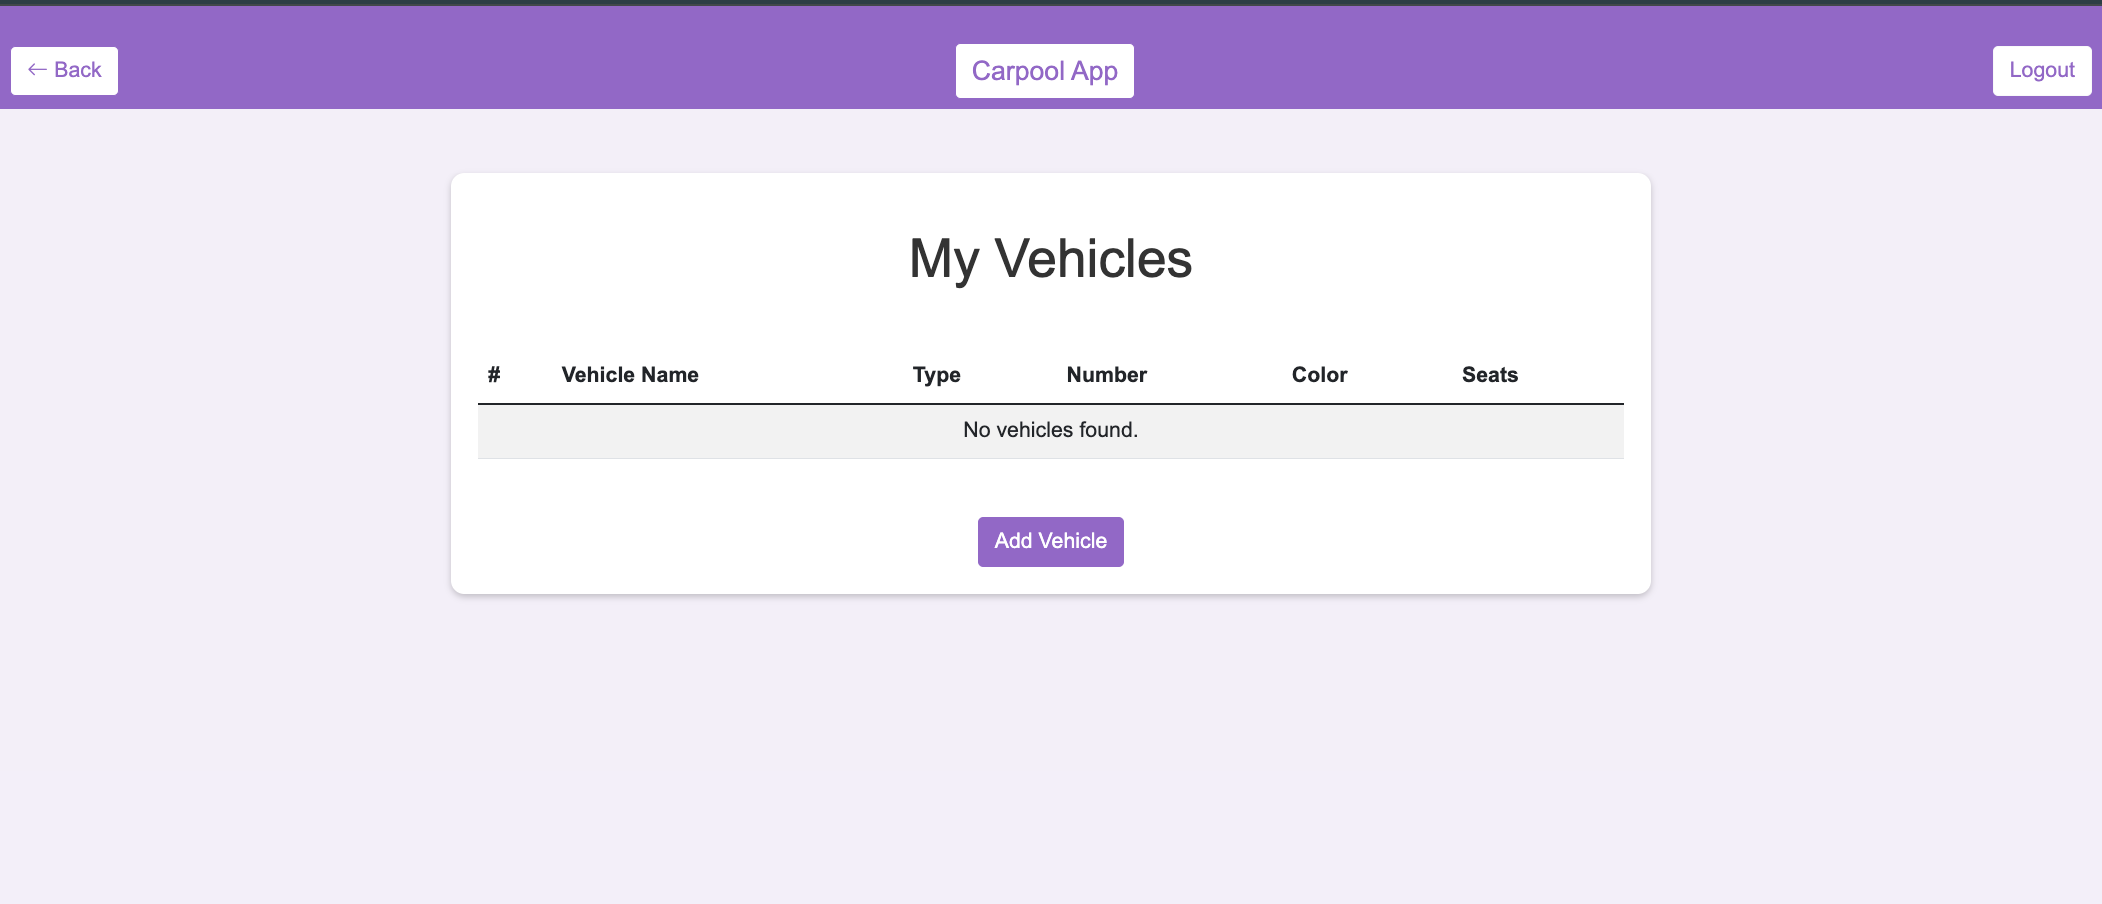 ← Back
Carpool App
Logout
My Vehicles
# Vehicle Name Type Number Color Seats
No vehicles found.
Add Vehicle